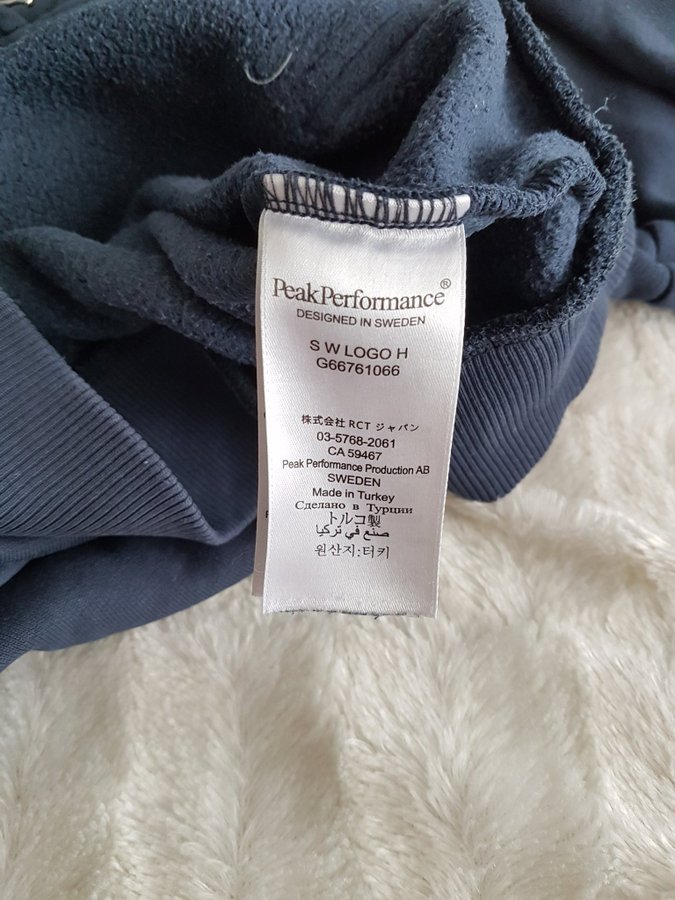 PeakPerformance®
DESIGNED IN SWEDEN
S W LOGO H
G66761066
株式会社 RCT ジャパン
03-5768-2061
CA 59467
Peak Performance Production AB
SWEDEN
Made in Turkey
Сделано в Турции
トルコ製
صنع في تركيا
원산지:터키